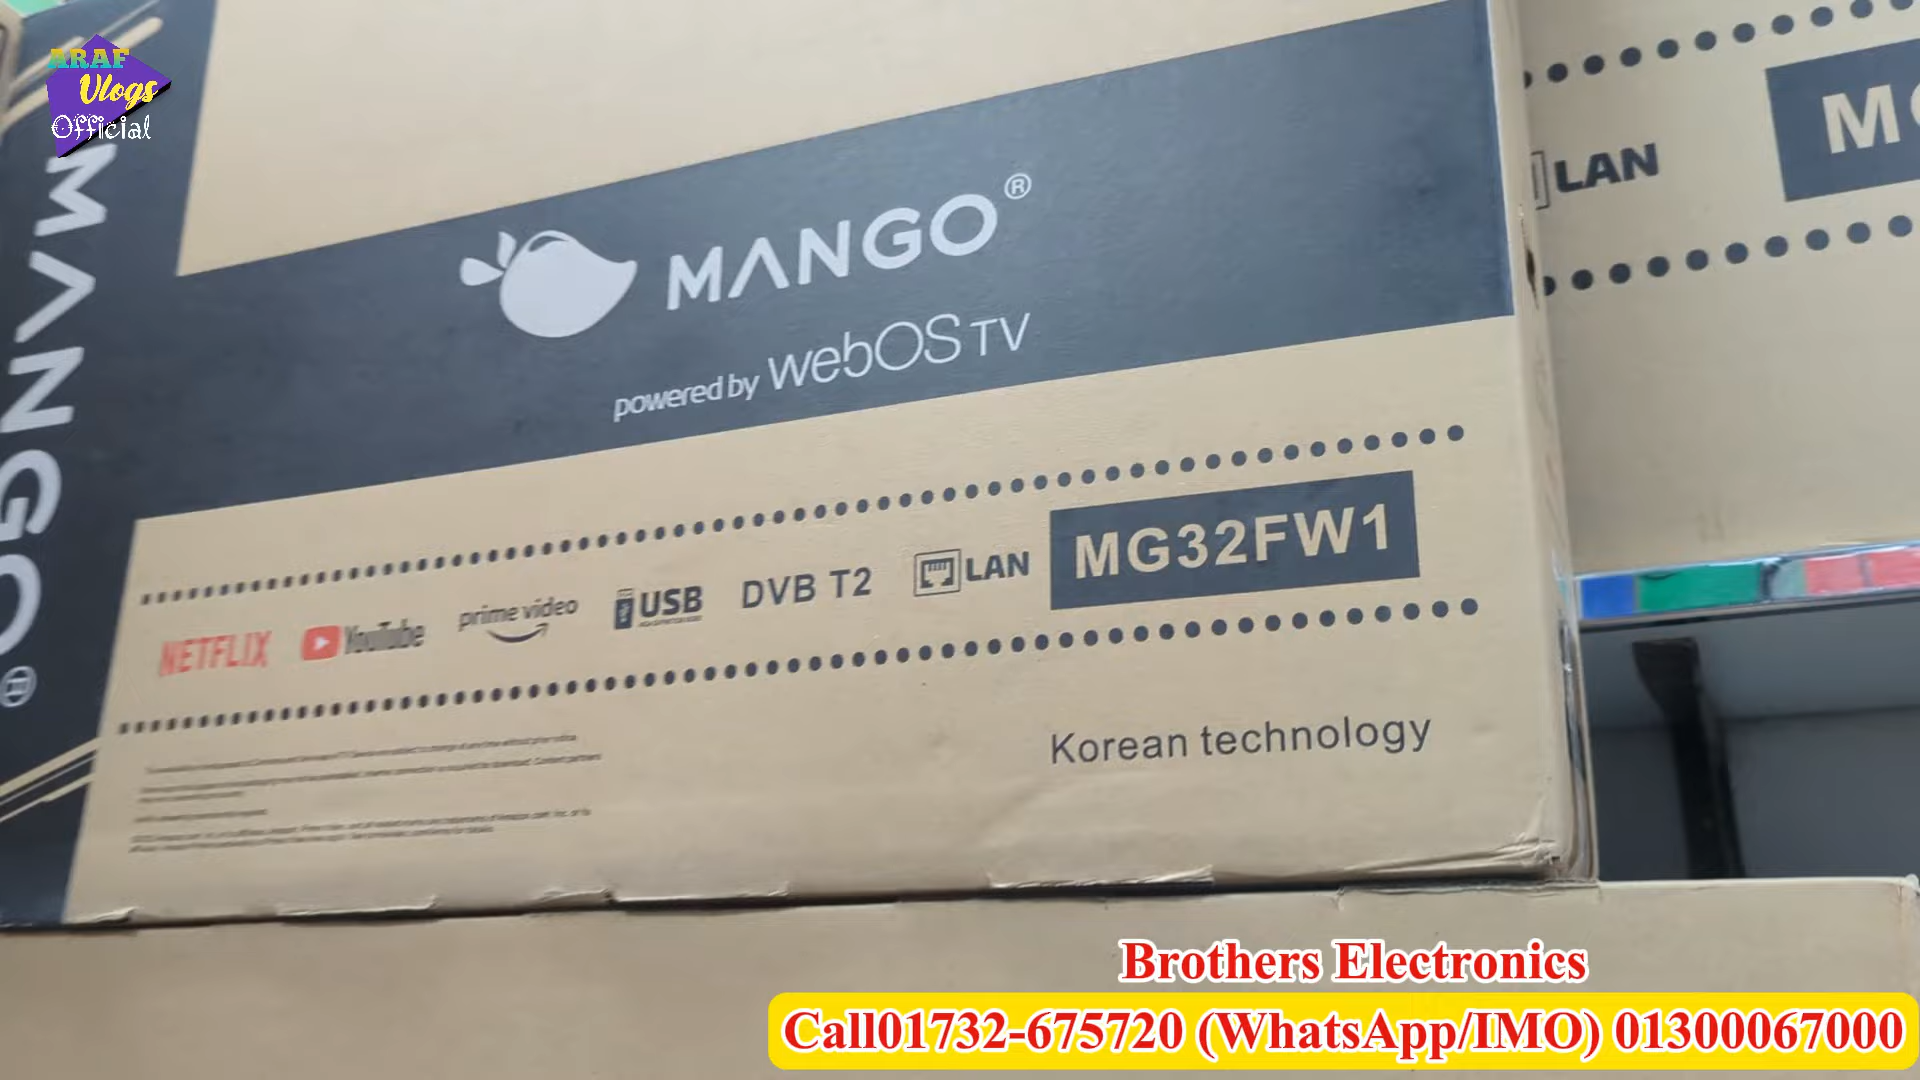 ARAF
Vlogs
Official
MANGO®
MANGO®
powered by webOS TV
NETFLIX YouTube prime video USB DVB T2 LAN MG32FW1
Korean technology
LAN
Brothers Electronics
Call01732-675720 (WhatsApp/IMO) 01300067000